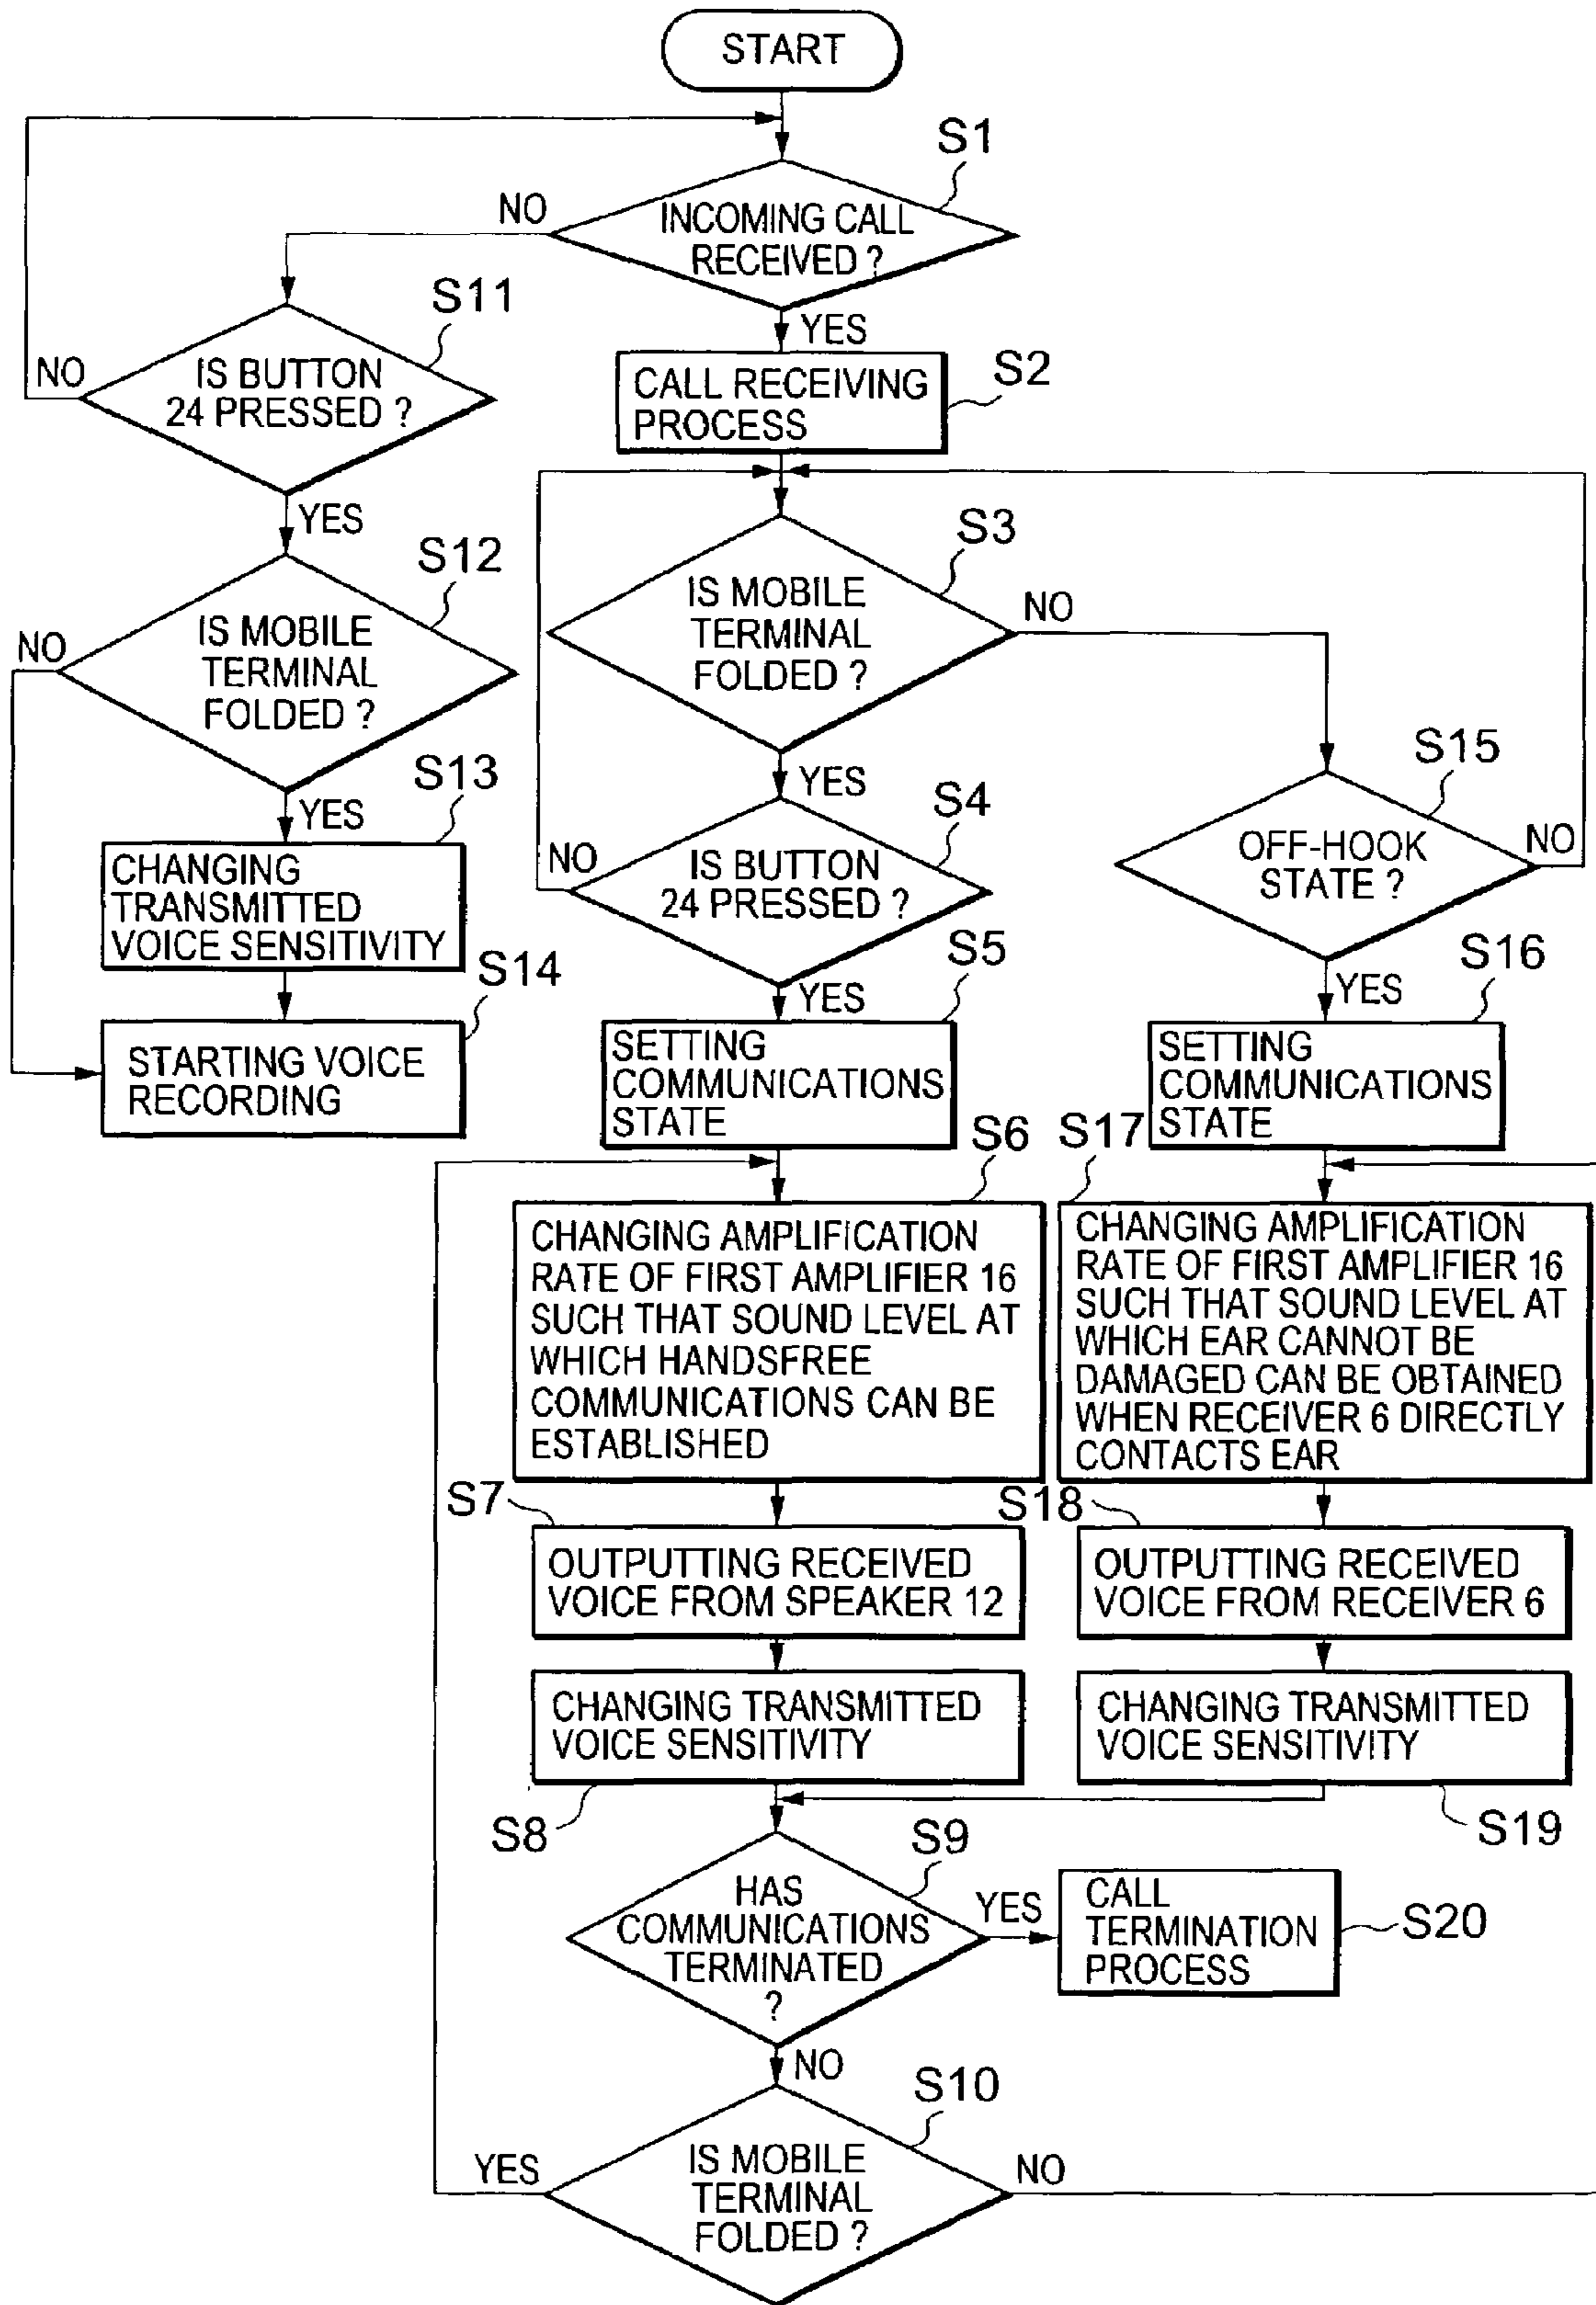 START
S1
NO
INCOMING CALL
RECEIVED ?
YES
S11
NO
IS BUTTON
24 PRESSED ?
YES
S2
CALL RECEIVING
PROCESS
S12
NO
IS MOBILE
TERMINAL
FOLDED ?
YES
S3
IS MOBILE
TERMINAL
FOLDED ?
NO
YES
S13
CHANGING
TRANSMITTED
VOICE SENSITIVITY
S14
STARTING VOICE
RECORDING
S4
NO
IS BUTTON
24 PRESSED ?
YES
S15
OFF-HOOK
STATE ?
NO
YES
S5
SETTING
COMMUNICATIONS
STATE
S16
SETTING
COMMUNICATIONS
STATE
S6
CHANGING AMPLIFICATION
RATE OF FIRST AMPLIFIER 16
SUCH THAT SOUND LEVEL AT
WHICH HANDSFREE
COMMUNICATIONS CAN BE
ESTABLISHED
S17
CHANGING AMPLIFICATION
RATE OF FIRST AMPLIFIER 16
SUCH THAT SOUND LEVEL AT
WHICH EAR CANNOT BE
DAMAGED CAN BE OBTAINED
WHEN RECEIVER 6 DIRECTLY
CONTACTS EAR
S7
OUTPUTTING RECEIVED
VOICE FROM SPEAKER 12
S18
OUTPUTTING RECEIVED
VOICE FROM RECEIVER 6
CHANGING TRANSMITTED
VOICE SENSITIVITY
S8
CHANGING TRANSMITTED
VOICE SENSITIVITY
S19
S9
HAS
COMMUNICATIONS
TERMINATED
?
YES
CALL
TERMINATION
PROCESS
S20
NO
S10
YES
IS MOBILE
TERMINAL
FOLDED ?
NO